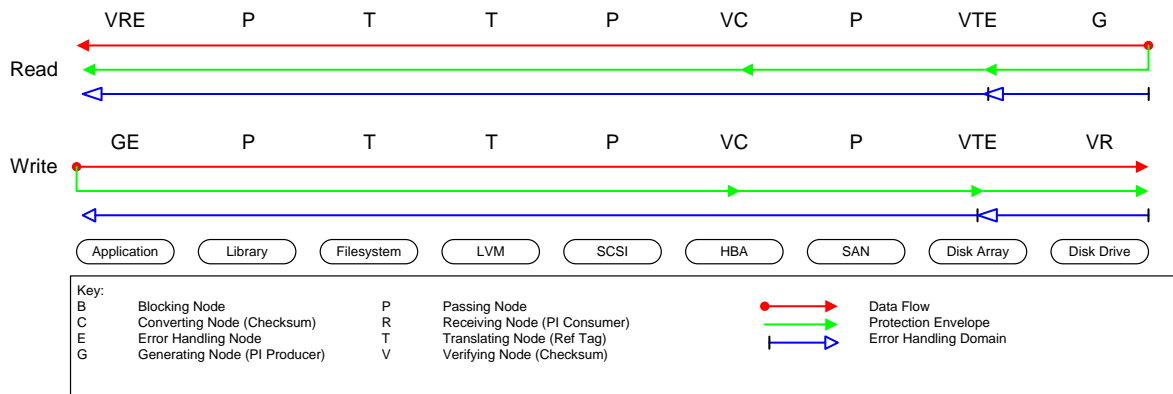 VRE P T T P VC P VTE G
Read
GE P T T P VC P VTE VR
Write
Application Library Filesystem LVM SCSI HBA SAN Disk Array Disk Drive
Key:
B Blocking Node P Passing Node Data Flow
C Converting Node (Checksum) R Receiving Node (PI Consumer) Protection Envelope
E Error Handling Node T Translating Node (Ref Tag) Error Handling Domain
G Generating Node (PI Producer) V Verifying Node (Checksum)